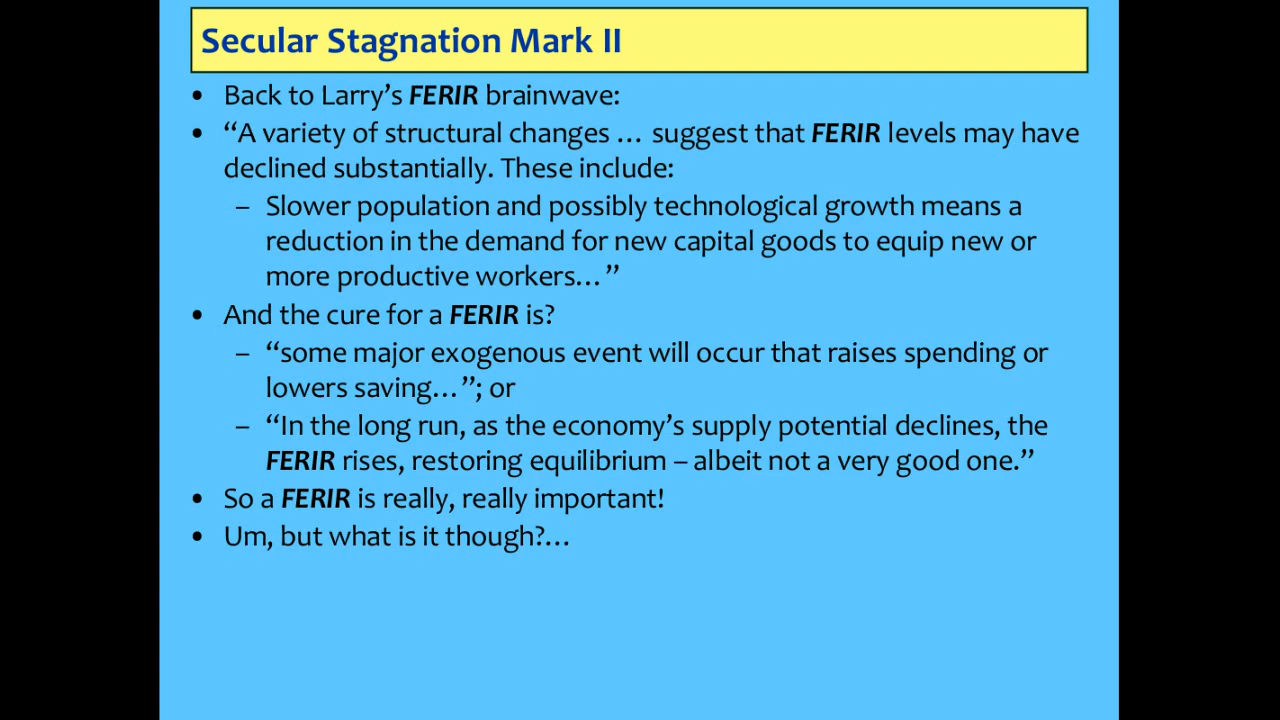 Secular Stagnation Mark II
• Back to Larry’s FERIR brainwave:
• “A variety of structural changes … suggest that FERIR levels may have
declined substantially. These include:
– Slower population and possibly technological growth means a
reduction in the demand for new capital goods to equip new or
more productive workers…”
• And the cure for a FERIR is?
– “some major exogenous event will occur that raises spending or
lowers saving…”; or
– “In the long run, as the economy’s supply potential declines, the
FERIR rises, restoring equilibrium – albeit not a very good one.”
• So a FERIR is really, really important!
• Um, but what is it though?…